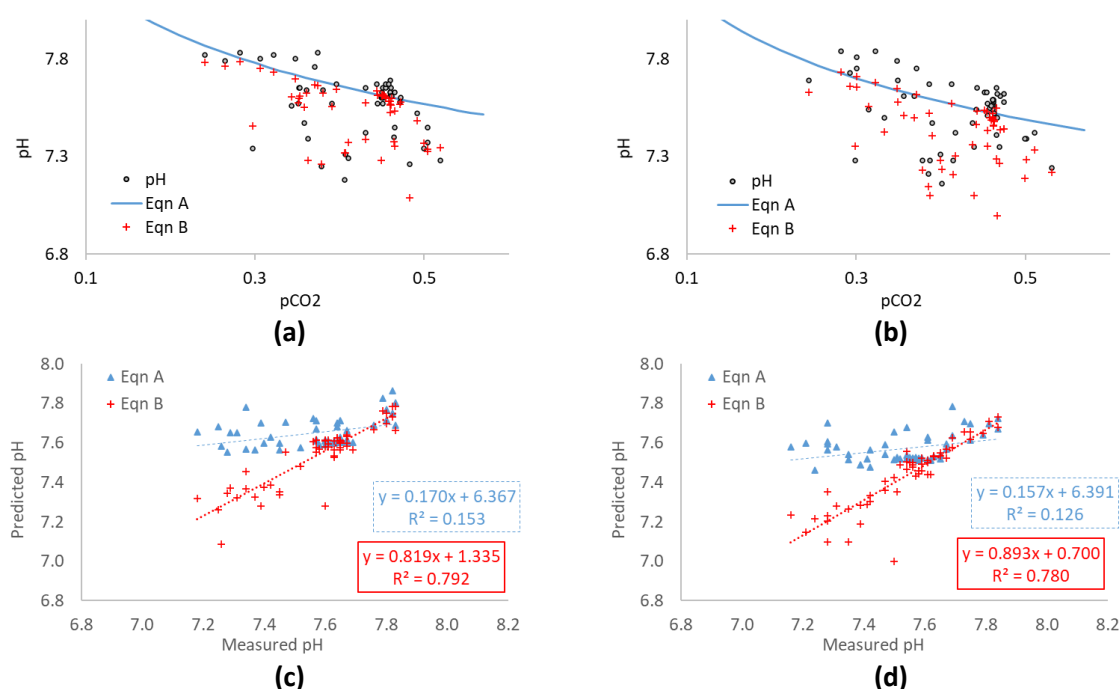 7.8
7.3
6.8
pH
pH
Eqn A
Eqn B
0.1
0.3
0.5
pCO2
(a)
7.8
7.3
6.8
pH
pH
Eqn A
Eqn B
0.1
0.3
0.5
pCO2
(b)
8.0
7.8
7.6
7.4
7.2
7.0
6.8
Predicted pH
Eqn A
Eqn B
y = 0.170x + 6.367
R² = 0.153
y = 0.819x + 1.335
R² = 0.792
6.8
7.0
7.2
7.4
7.6
7.8
8.0
8.2
Measured pH
(c)
8.0
7.8
7.6
7.4
7.2
7.0
6.8
Predicted pH
Eqn A
Eqn B
y = 0.157x + 6.391
R² = 0.126
y = 0.893x + 0.700
R² = 0.780
6.8
7.0
7.2
7.4
7.6
7.8
8.0
8.2
Measured pH
(d)